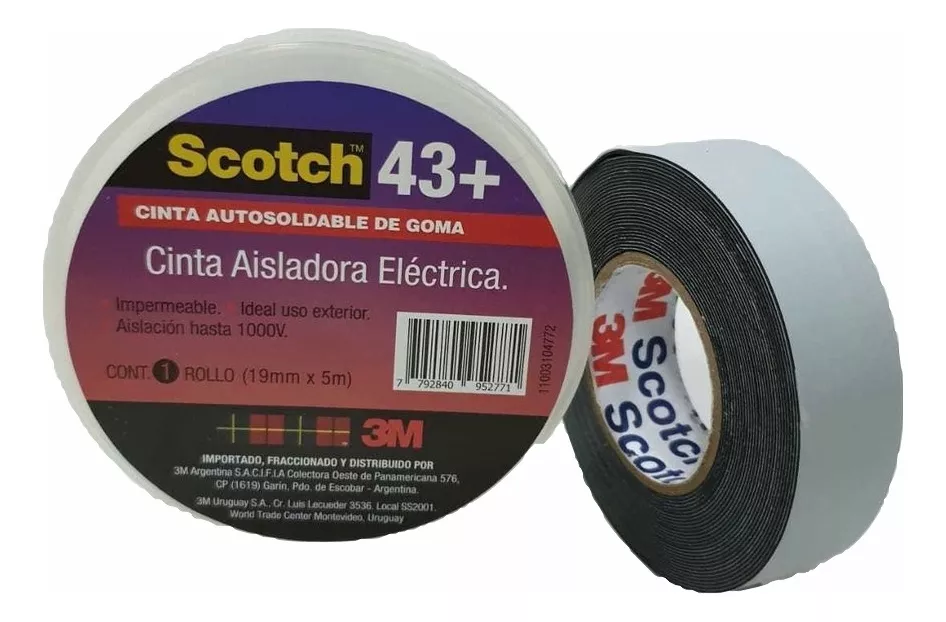 Scotch™ 43+
CINTA AUTOSOLDABLE DE GOMA
Cinta Aisladora Eléctrica.
Impermeable. Ideal uso exterior.
Aislación hasta 1000V.
CONT. 1 ROLLO (19mm x 5m)
7 792840 952771
11003104772
3M
IMPORTADO, FRACCIONADO Y DISTRIBUIDO POR
3M Argentina S.A.C.I.F.I.A Colectora Oeste de Panamericana 576,
CP (1619) Garín, Pdo. de Escobar - Argentina.
3M Uruguay S.A., Cr. Luis Lecueder 3536. Local SS2001.
World Trade Center Montevideo, Uruguay
3M
3M
Scotch
Scotch